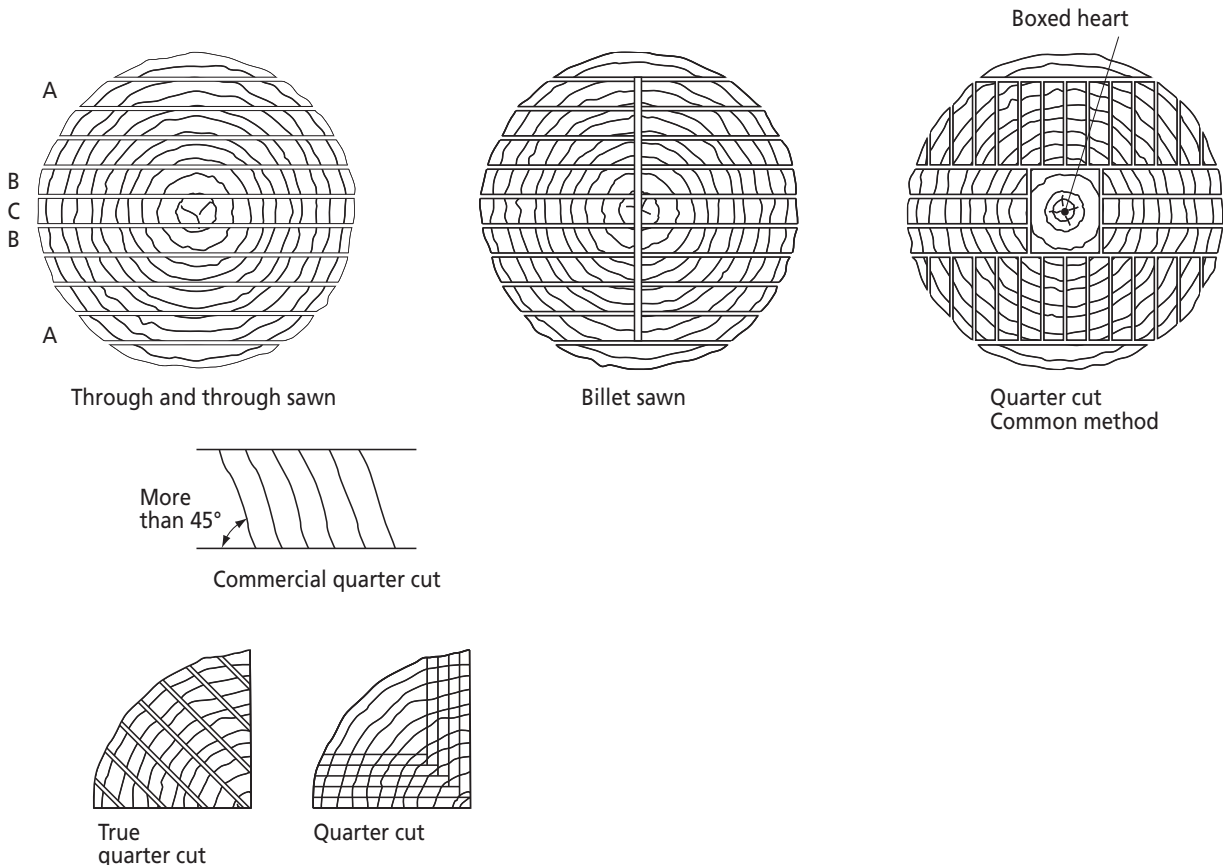 Boxed heart
A
B
C
B
A
Through and through sawn
Billet sawn
Quarter cut
Common method
More
than 45°
Commercial quarter cut
True
quarter cut
Quarter cut